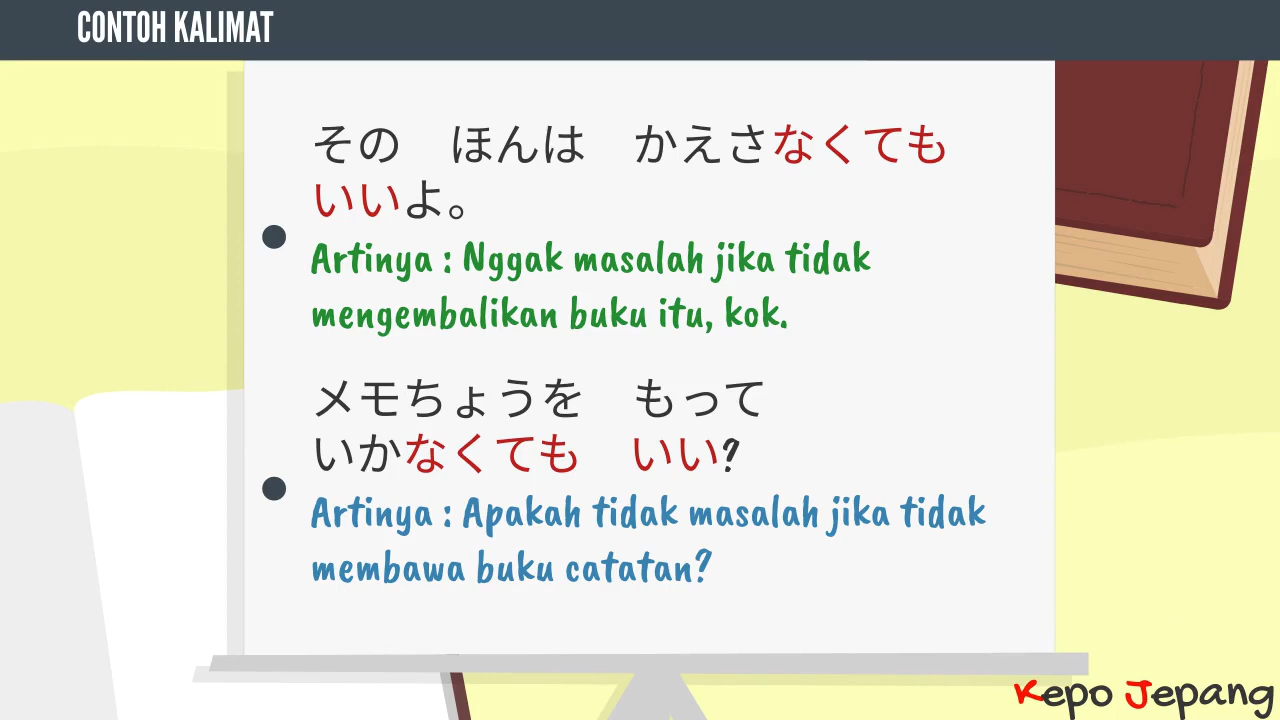 CONTOH KALIMAT
その　ほんは　かえさなくても
いいよ。
Artinya : Nggak masalah jika tidak
mengembalikan buku itu, kok.
メモちょうを　もって
いかなくても　いい?
Artinya : Apakah tidak masalah jika tidak
membawa buku catatan?
Kepo Jepang